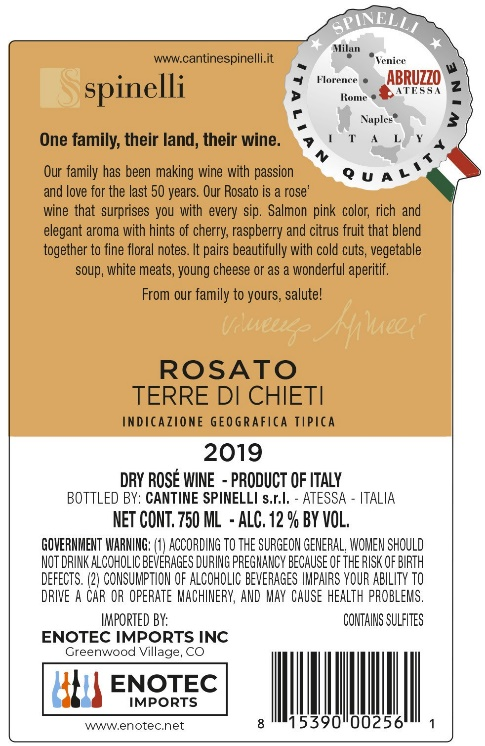 SPINELLI
Milan
Venice
Florence
ABRUZZO
ATESSA
Rome
Naples
ITALY
ITALIAN QUALITY WINE
www.cantinespinelli.it
S spinelli
One family, their land, their wine.
Our family has been making wine with passion
and love for the last 50 years. Our Rosato is a rose'
wine that surprises you with every sip. Salmon pink color, rich and
elegant aroma with hints of cherry, raspberry and citrus fruit that blend
together to fine floral notes. It pairs beautifully with cold cuts, vegetable
soup, white meats, young cheese or as a wonderful aperitif.
From our family to yours, salute!
Vincenzo Spinelli
ROSATO
TERRE DI CHIETI
INDICAZIONE GEOGRAFICA TIPICA
2019
DRY ROSÉ WINE - PRODUCT OF ITALY
BOTTLED BY: CANTINE SPINELLI s.r.l. - ATESSA - ITALIA
NET CONT. 750 ML - ALC. 12 % BY VOL.
GOVERNMENT WARNING: (1) ACCORDING TO THE SURGEON GENERAL, WOMEN SHOULD
NOT DRINK ALCOHOLIC BEVERAGES DURING PREGNANCY BECAUSE OF THE RISK OF BIRTH
DEFECTS. (2) CONSUMPTION OF ALCOHOLIC BEVERAGES IMPAIRS YOUR ABILITY TO
DRIVE A CAR OR OPERATE MACHINERY, AND MAY CAUSE HEALTH PROBLEMS.
IMPORTED BY:
ENOTEC IMPORTS INC
Greenwood Village, CO
CONTAINS SULFITES
ENOTEC
IMPORTS
www.enotec.net
8 15390 00256 1